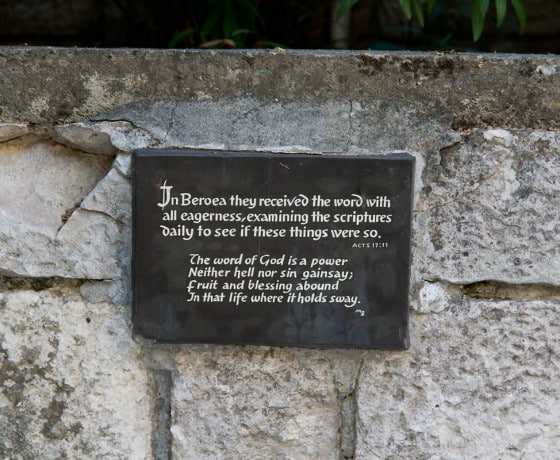 In Beroea they received the word with
all eagerness, examining the scriptures
daily to see if these things were so.
ACTS 17:11
The word of God is a power
Neither hell nor sin gainsay;
Fruit and blessing abound
In that life where it holds sway.
MB